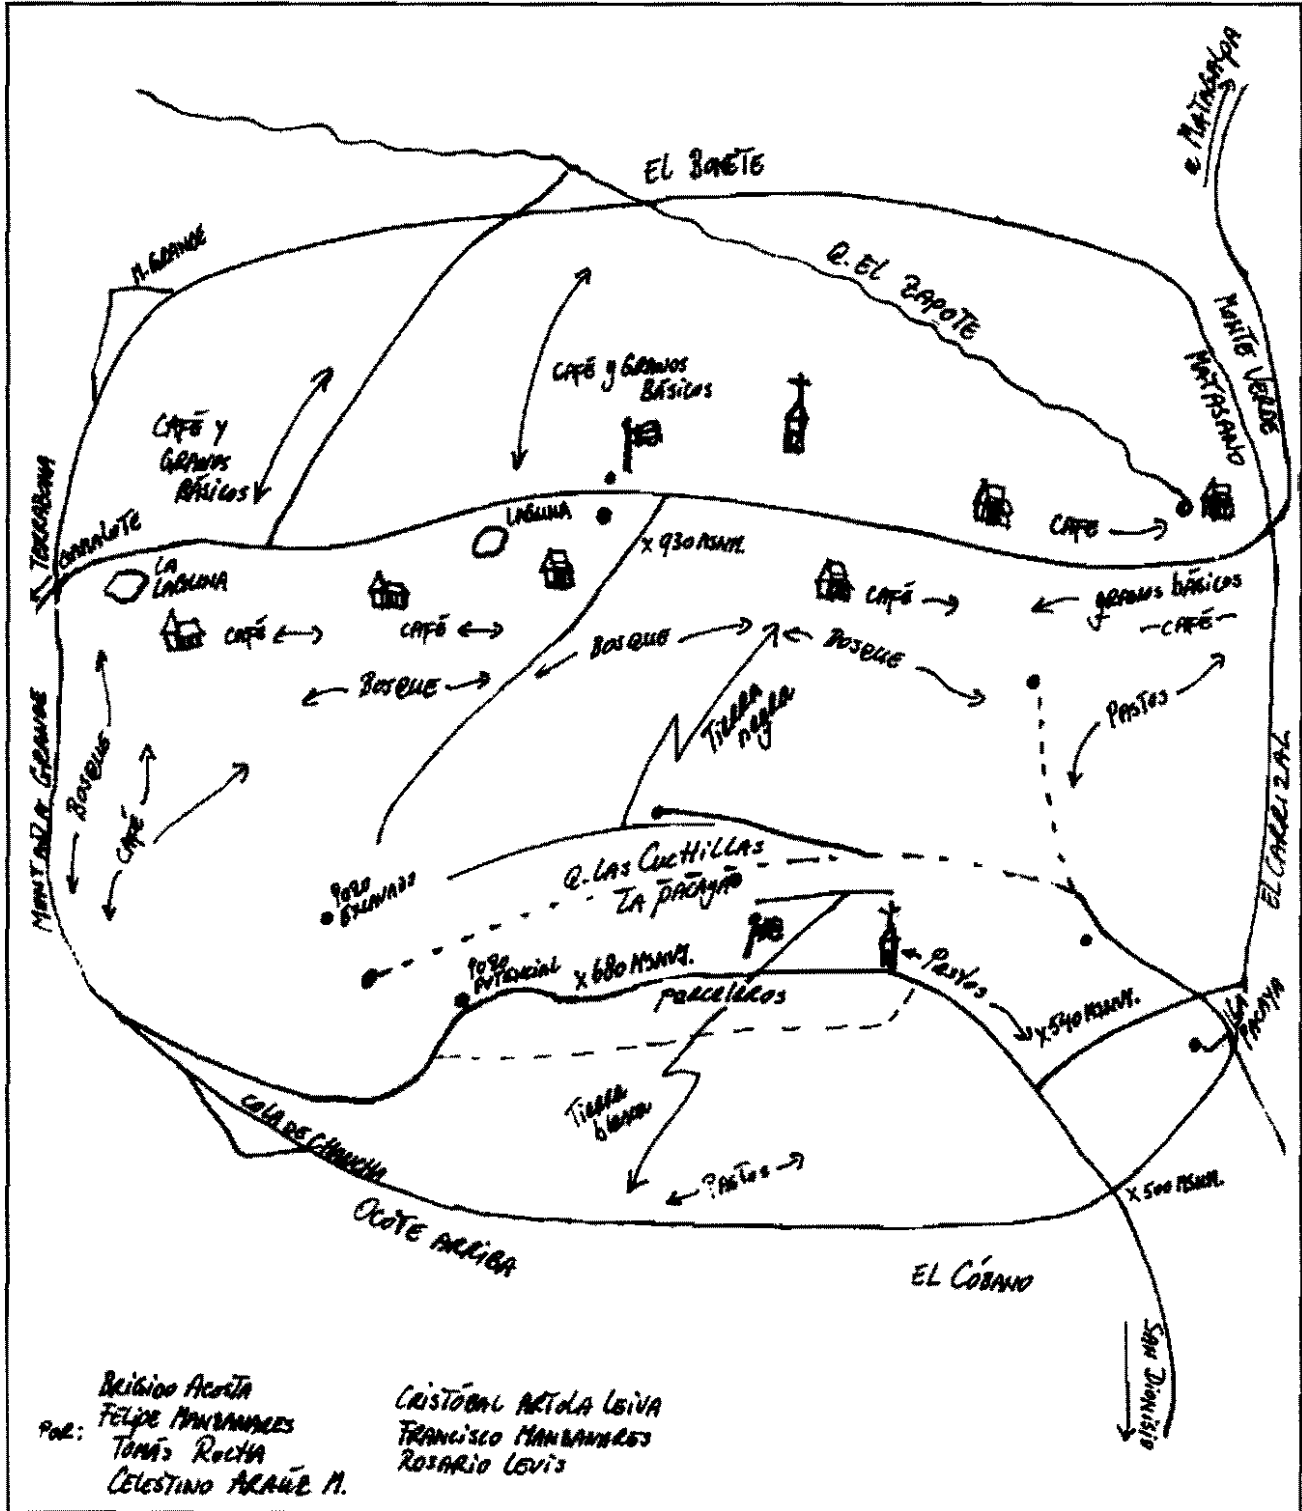 a MATAGALPA
EL BOETE
M. GRANDE
Q. EL ZAPOTE
MONTE VERDE
MATASANO
CAFÉ y GRANOS
BÁSICOS
CAFÉ Y
GRANOS
BÁSICOS
TERRABONA
LAGUNA
X 930 MSNM.
CAFÉ
LA
LAGUNA
CAFÉ
CAFÉ
CAFÉ
GRANOS BÁSICOS
CAFÉ
BOSQUE
BOSQUE
BOSQUE
PASTOS
Tierra
negra
MONTAÑA GRANDE
BOSQUE
CAFÉ
EL CARRIZAL
Q. LAS CUCHILLAS
LA PACAYA
POZO
EXCAVADO
POZO
POTENCIAL
X 680 MSNM.
Parceleros
PASTOS
X 540 MSNM.
LA
PACAYA
Tierra
blanca
COLA DE CHANCHA
PASTOS
X 500 MSNM.
OCOTE ARRIBA
EL CÓBANO
SAN DIONISIO
POR:
BRIGIDO ACOSTA
FELIPE MANZANARES
TOMÁS ROCHA
CELESTINO ARAÚZ M.
CRISTÓBAL ARTOLA LEIVA
FRANCISCO MANZANARES
ROSARIO LEVIS